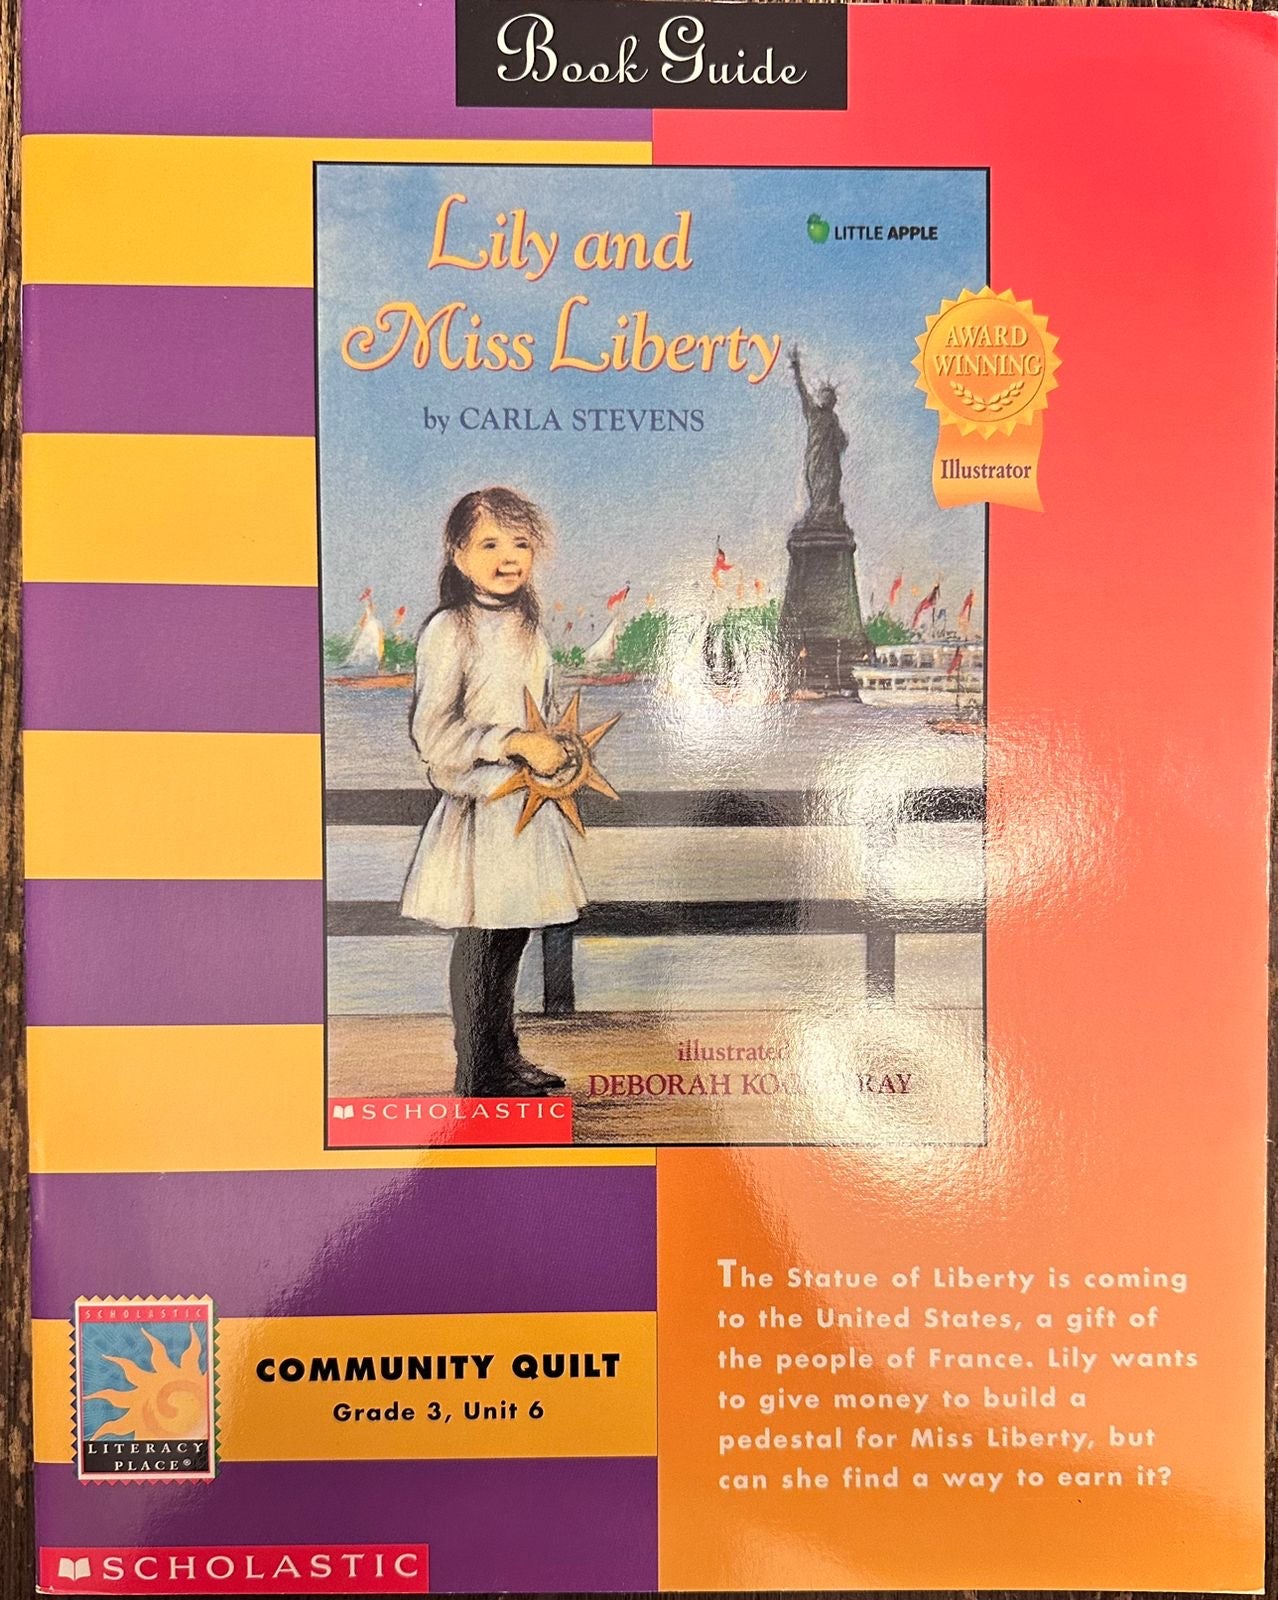 Book Guide
Lily and
Miss Liberty
LITTLE APPLE
by CARLA STEVENS
AWARD
WINNING
Illustrator
illustrated
DEBORAH RAY
SCHOLASTIC
The Statue of Liberty is coming
to the United States, a gift of
the people of France. Lily wants
to give money to build a
pedestal for Miss Liberty, but
can she find a way to earn it?
SCHOLASTIC
LITERACY
PLACE®
COMMUNITY QUILT
Grade 3, Unit 6
SCHOLASTIC